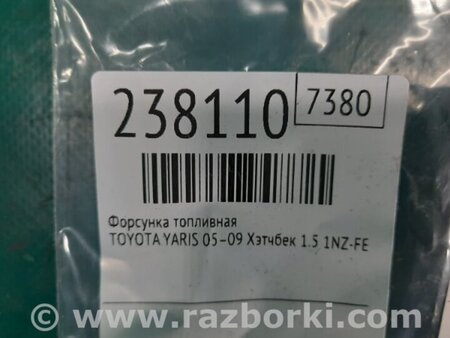 238110 7380
Форсунка топливная
TOYOTA YARIS 05-09 Хэтчбек 1.5 1NZ-FE
© www.razborki.com/